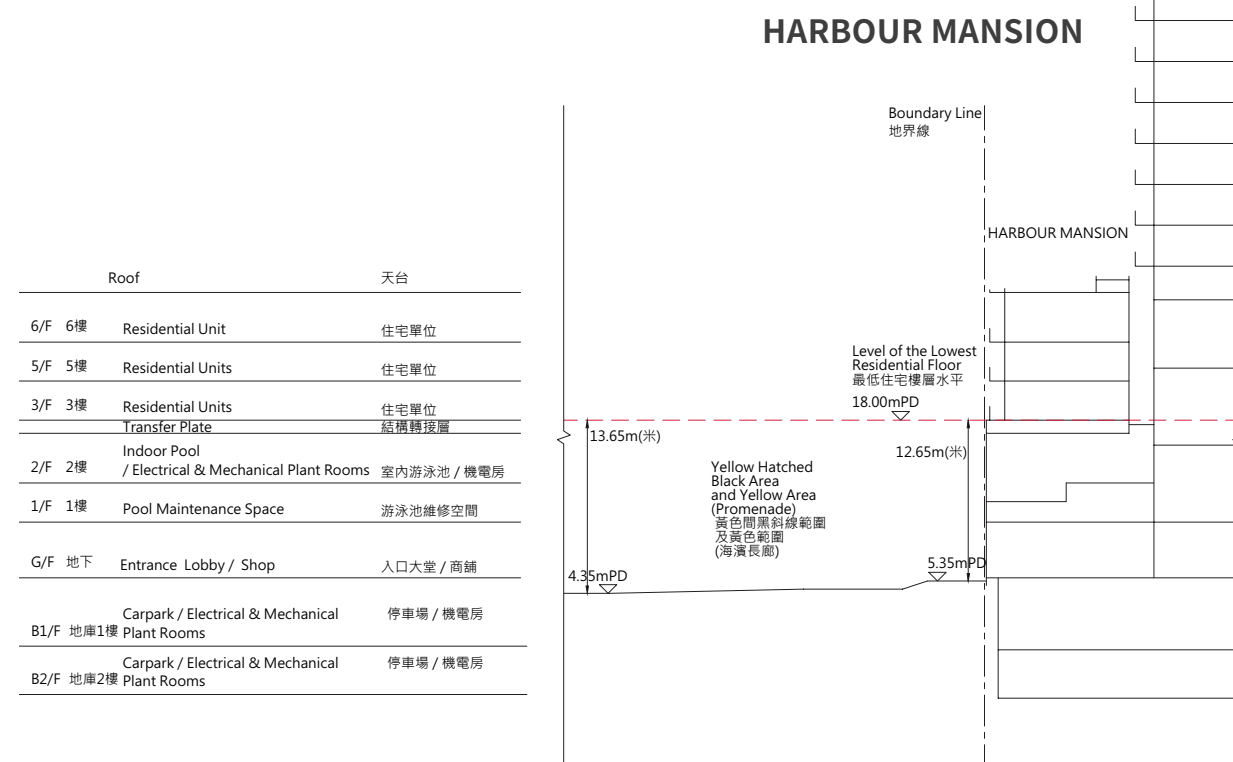 HARBOUR MANSION
Boundary Line
地界線
HARBOUR MANSION
Roof 天台
6/F 6樓 Residential Unit 住宅單位
5/F 5樓 Residential Units 住宅單位
3/F 3樓 Residential Units 住宅單位
Transfer Plate 結構轉接層
Indoor Pool
2/F 2樓 / Electrical & Mechanical Plant Rooms 室內游泳池 / 機電房
1/F 1樓 Pool Maintenance Space 游泳池維修空間
G/F 地下 Entrance Lobby / Shop 入口大堂 / 商舖
Carpark / Electrical & Mechanical 停車場 / 機電房
B1/F 地庫1樓 Plant Rooms
Carpark / Electrical & Mechanical 停車場 / 機電房
B2/F 地庫2樓 Plant Rooms
Level of the Lowest
Residential Floor
最低住宅樓層水平
18.00mPD
13.65m(米)
12.65m(米)
Yellow Hatched
Black Area
and Yellow Area
(Promenade)
黃色間黑斜線範圍
及黃色範圍
(海濱長廊)
4.35mPD
5.35mPD